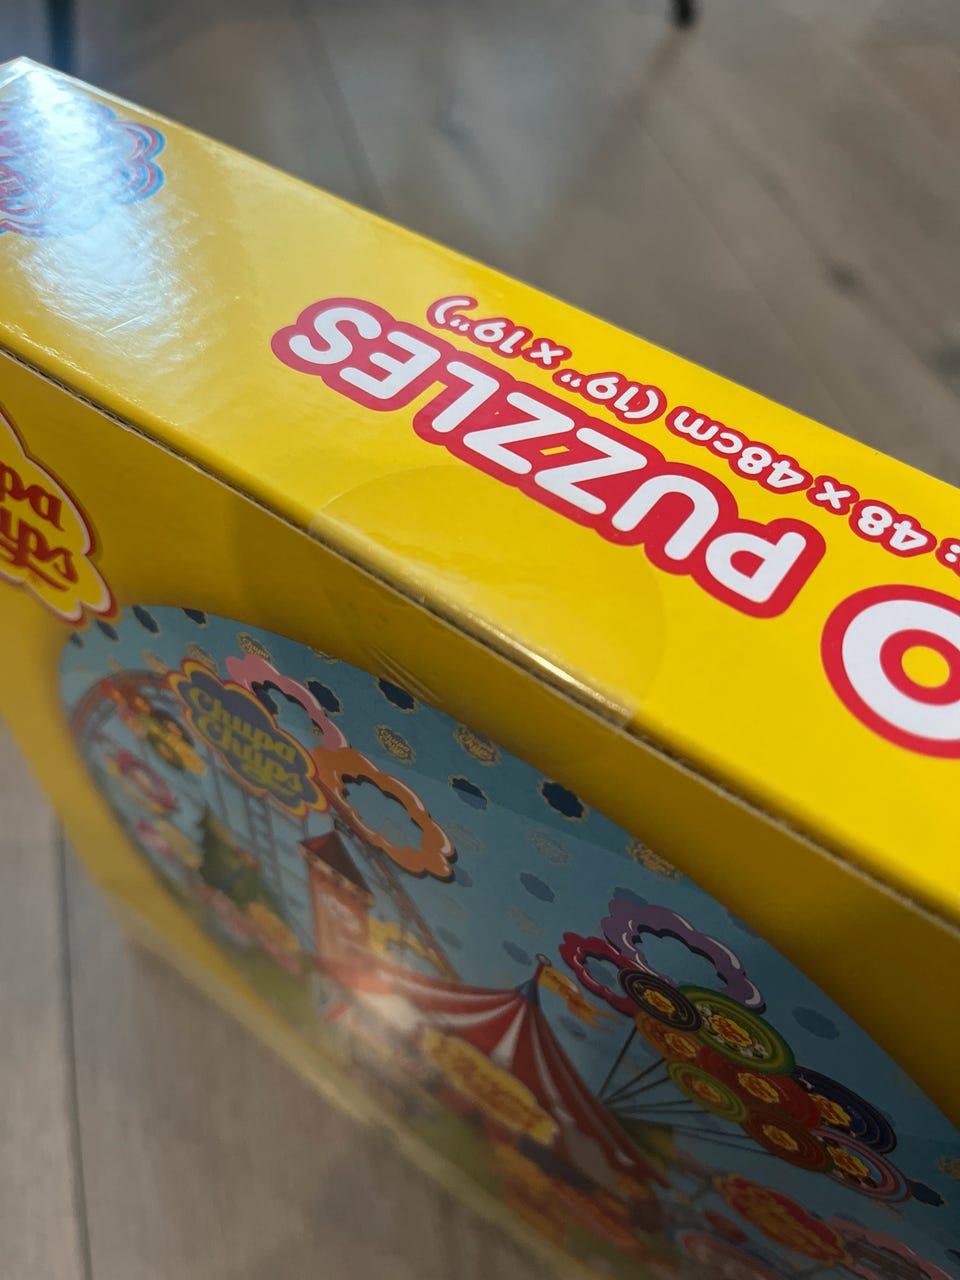 O PUZZLES
: 48 x 48cm (19" x 19")
Chupa
Chups